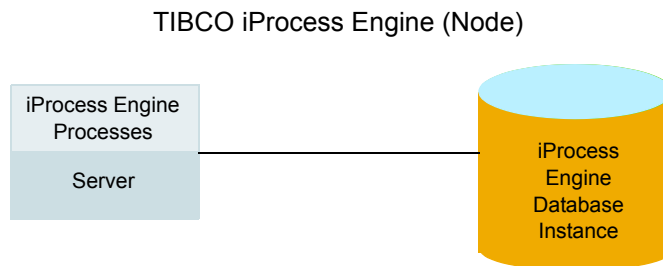 TIBCO iProcess Engine (Node)
iProcess Engine
Processes
Server
iProcess
Engine
Database
Instance